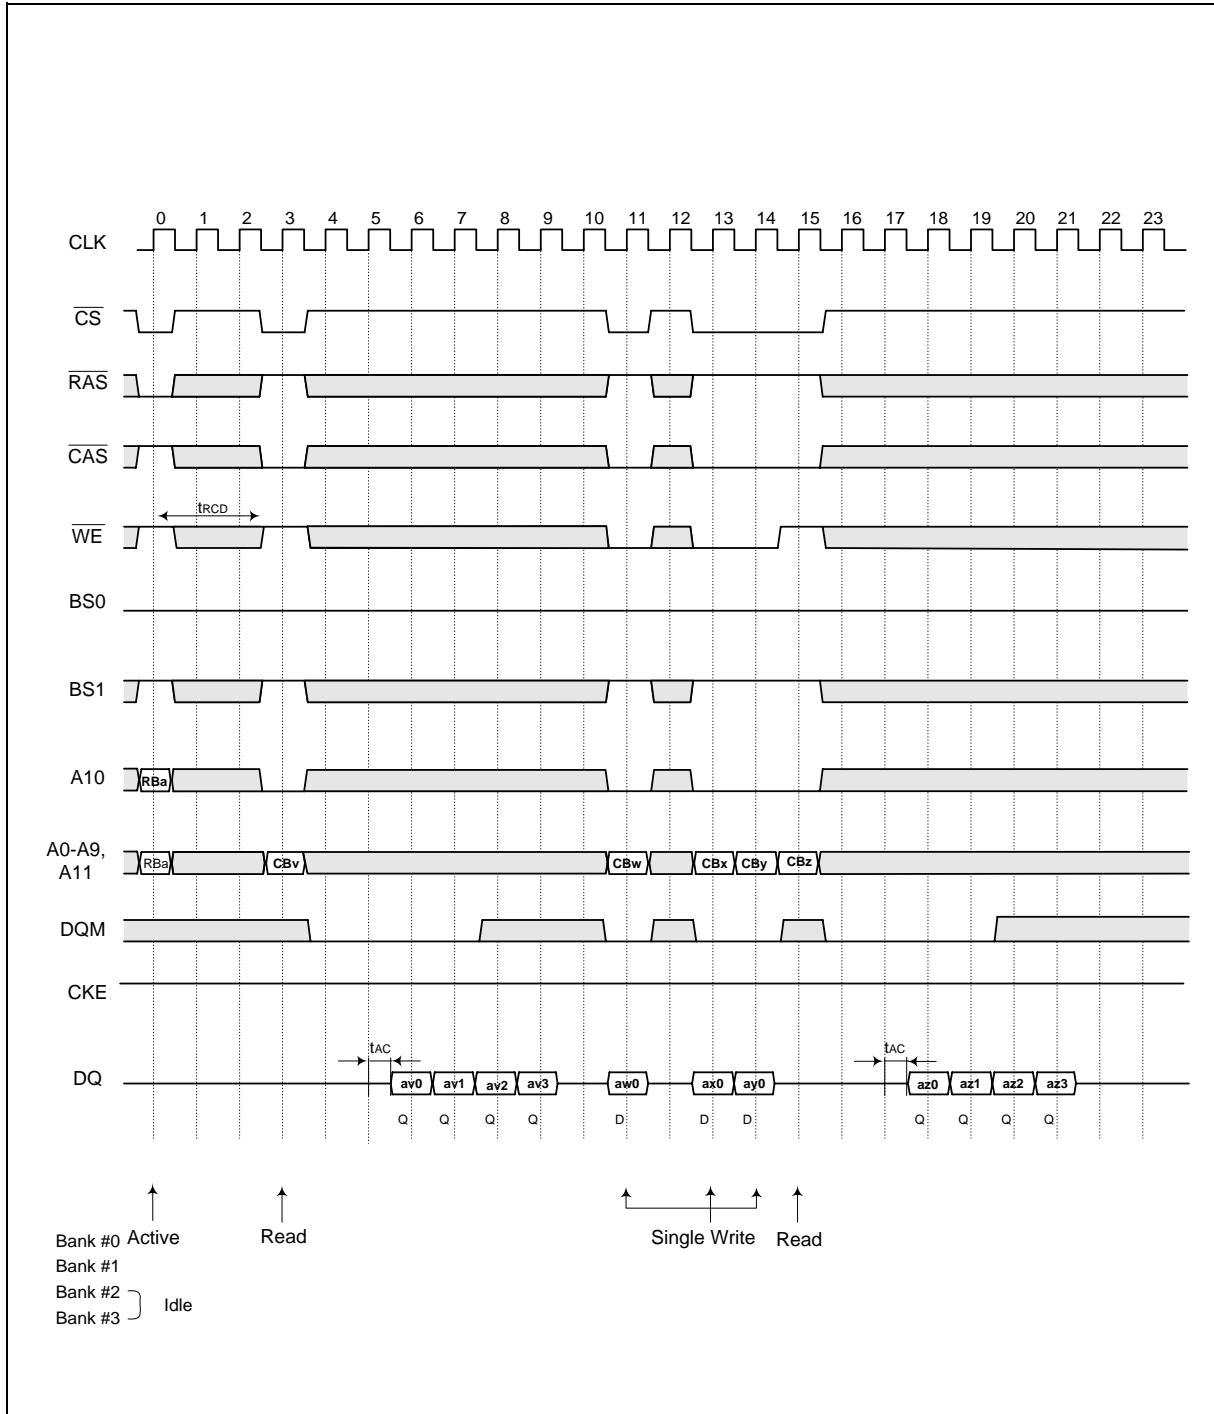 0 1 2 3 4 5 6 7 8 9 10 11 12 13 14 15 16 17 18 19 20 21 22 23
CLK
CS
RAS
CAS
tRCD
WE
BS0
BS1
A10 RBa
A0-A9,
A11 RBa CBv CBw CBx CBy CBz
DQM
CKE
tAC tAC
DQ av0 av1 av2 av3 aw0 ax0 ay0 az0 az1 az2 az3
Q Q Q Q D D D Q Q Q Q
Bank #0 Active Read Single Write Read
Bank #1
Bank #2
Idle
Bank #3